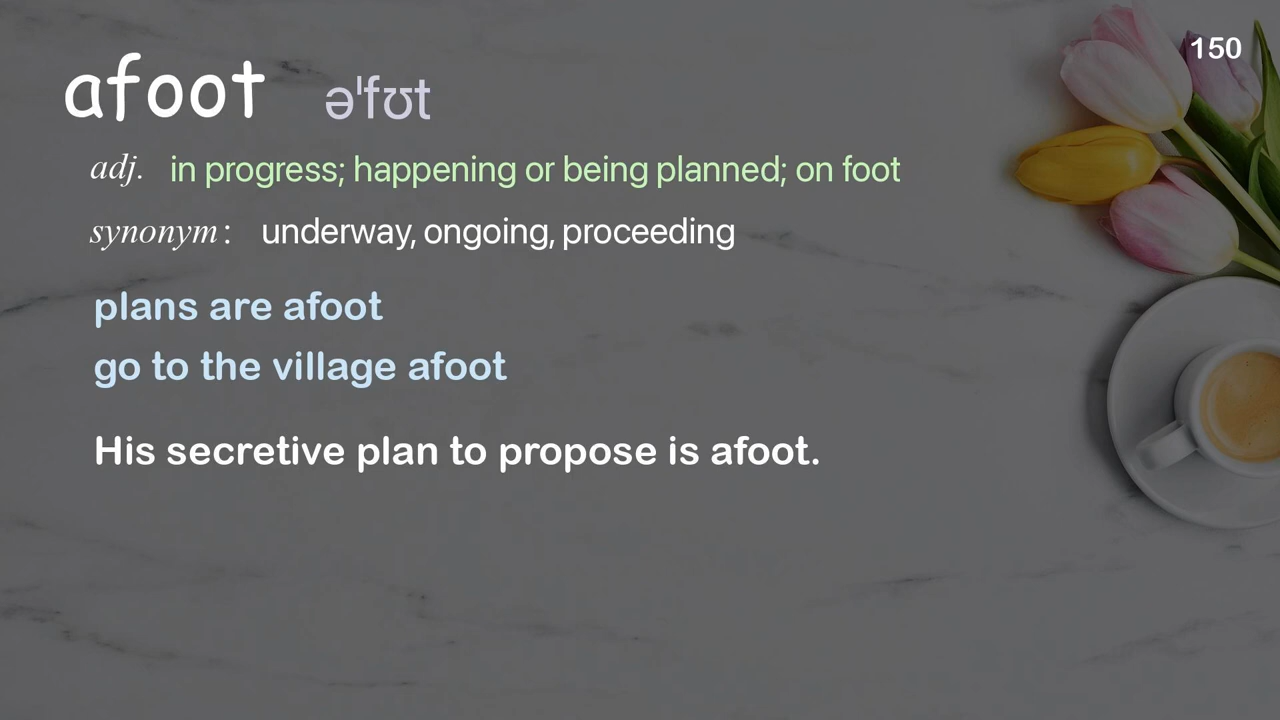 150
afoot əˈfʊt
adj. in progress; happening or being planned; on foot
synonym: underway, ongoing, proceeding
plans are afoot
go to the village afoot
His secretive plan to propose is afoot.